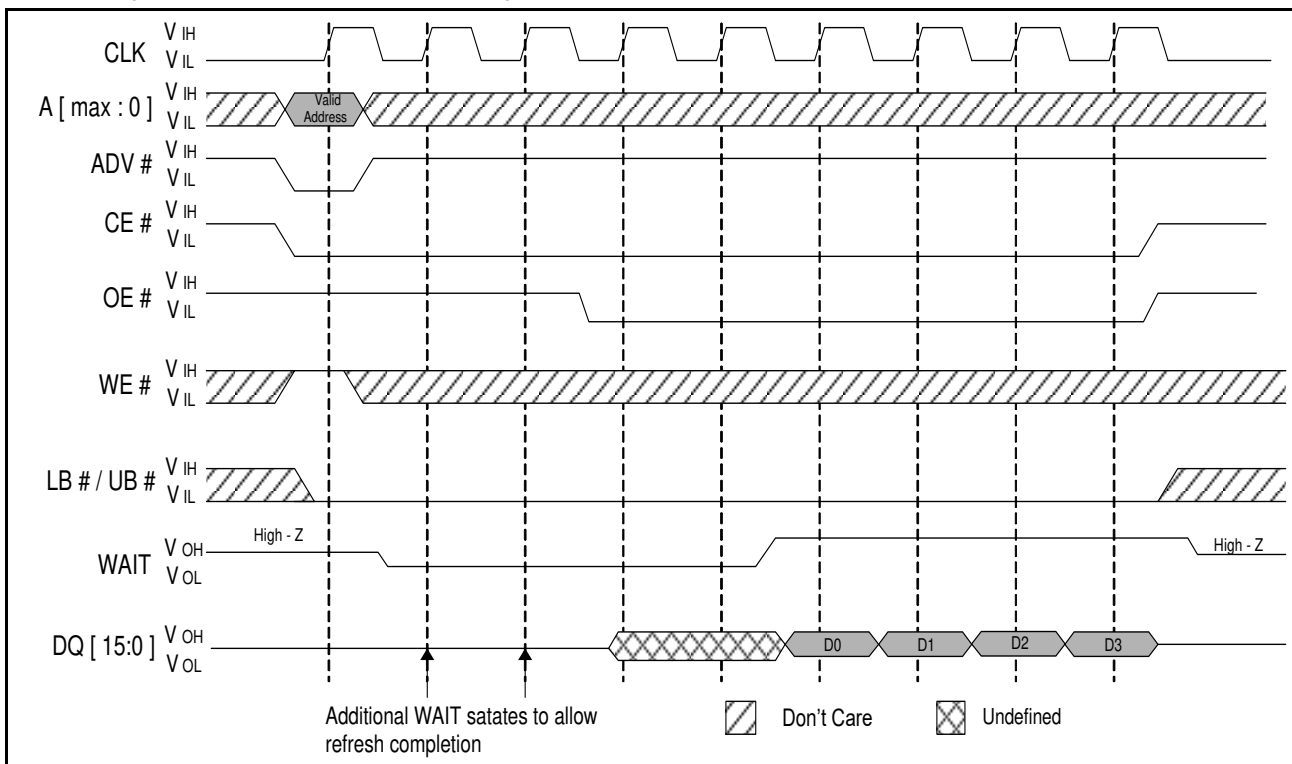 CLK V IH
V IL
A [ max : 0 ] V IH
V IL
Valid
Address
ADV # V IH
V IL
CE # V IH
V IL
OE # V IH
V IL
WE # V IH
V IL
LB # / UB # V IH
V IL
WAIT V OH
V OL
High - Z
High - Z
DQ [ 15:0 ] V OH
V OL
D0
D1
D2
D3
Additional WAIT satates to allow
refresh completion
Don't Care
Undefined